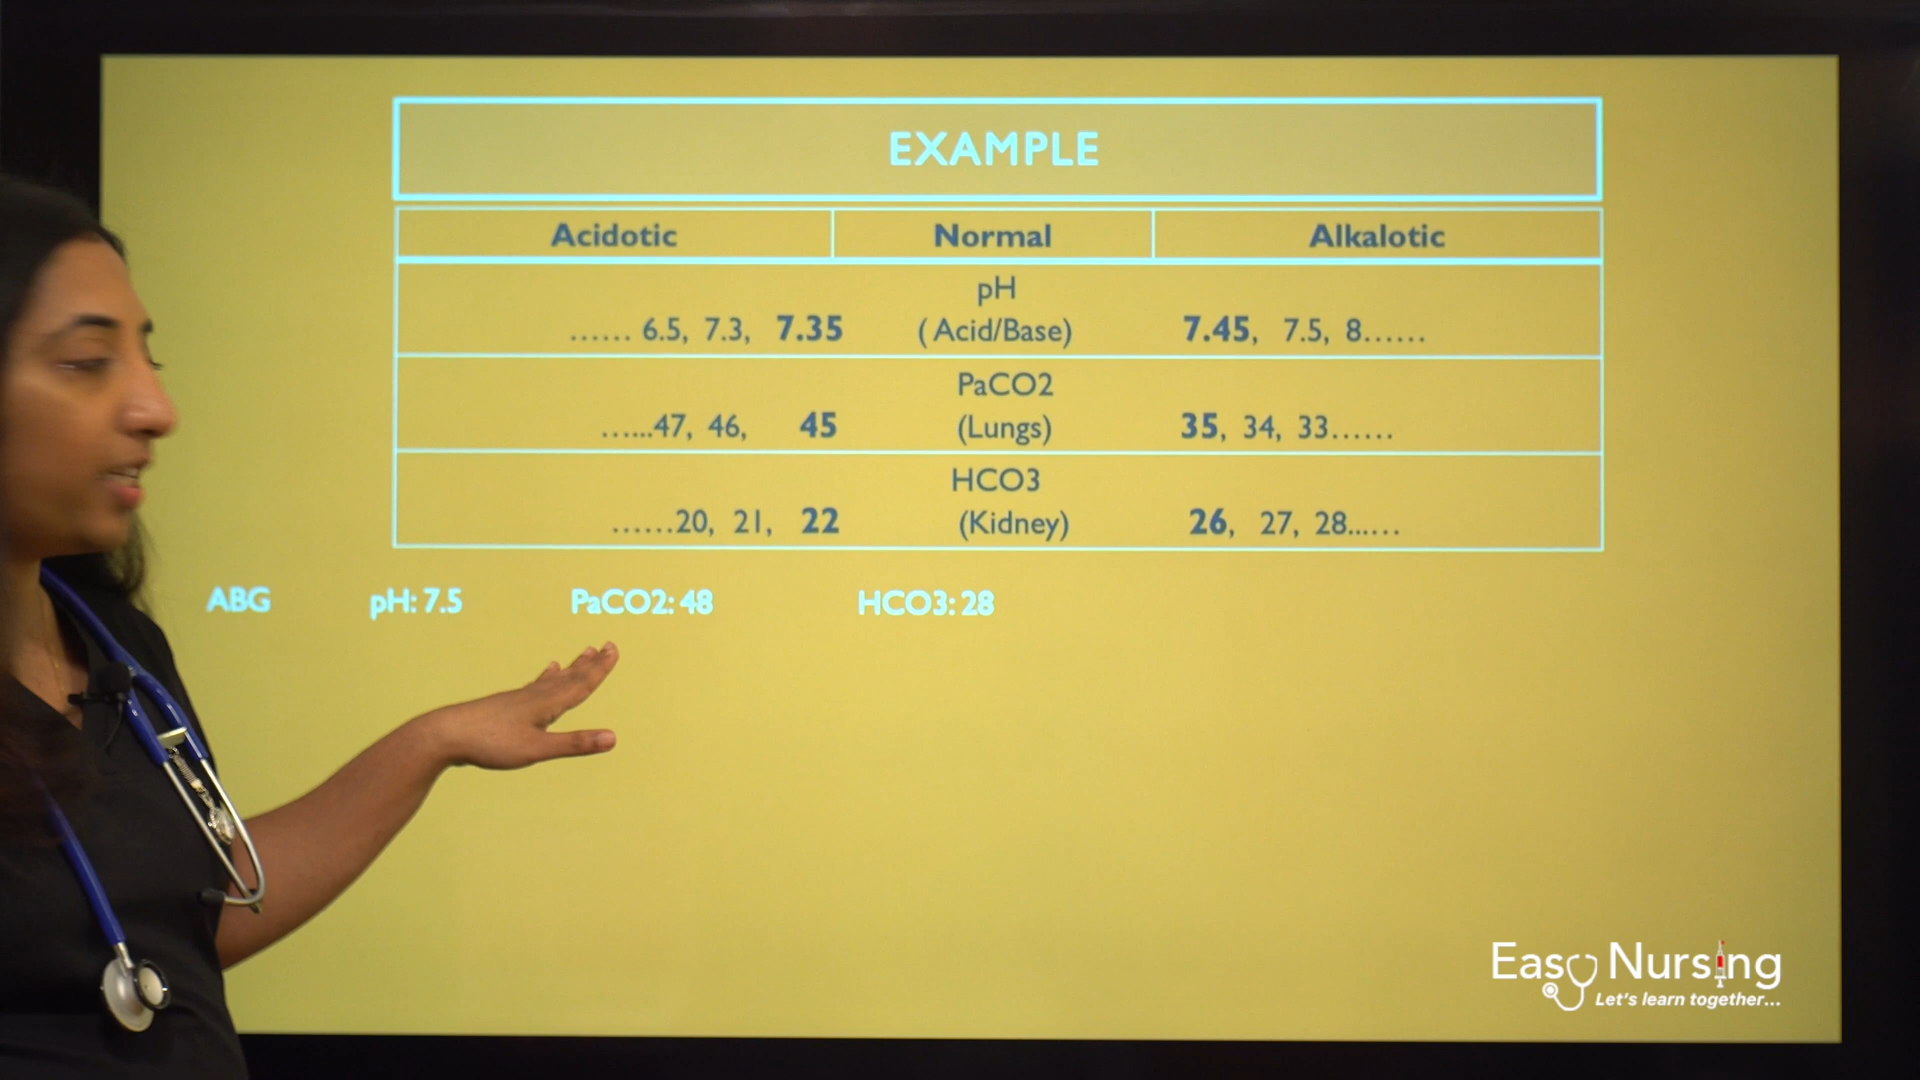 EXAMPLE
Acidotic Normal Alkalotic
pH
...... 6.5, 7.3, 7.35 ( Acid/Base) 7.45, 7.5, 8......
PaCO2
......47, 46, 45 (Lungs) 35, 34, 33......
HCO3
......20, 21, 22 (Kidney) 26, 27, 28......
ABG pH: 7.5 PaCO2: 48 HCO3: 28
Easy Nursing
Let's learn together...